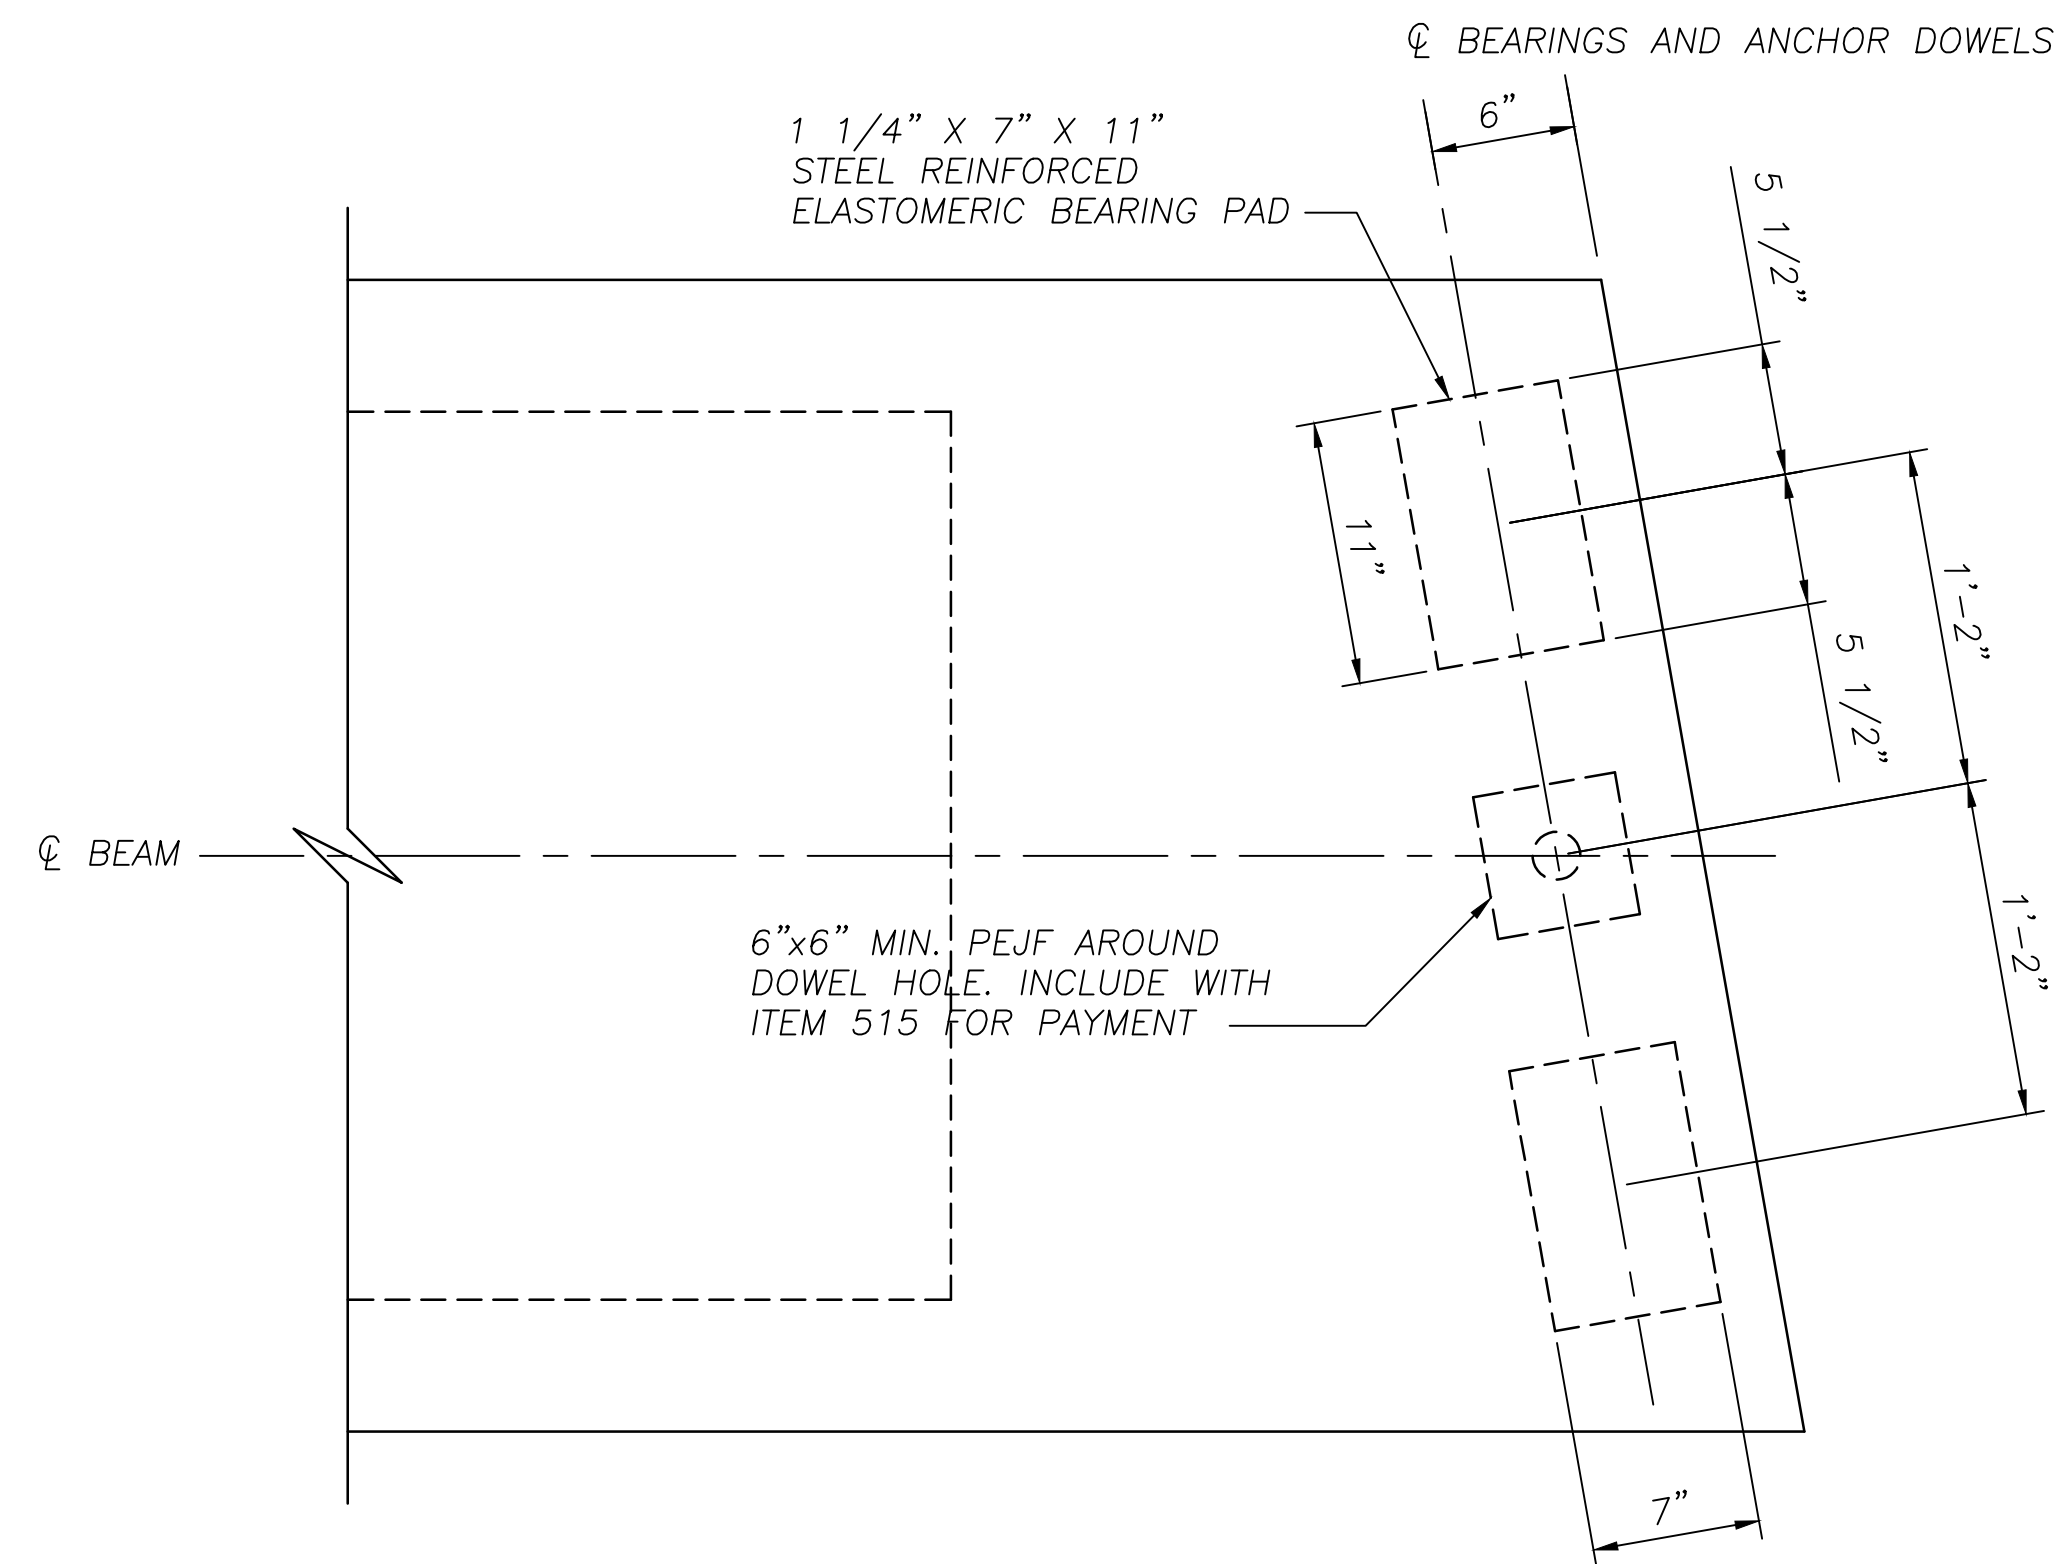 ℄ BEARINGS AND ANCHOR DOWELS
6"
1 1/4" X 7" X 11"
STEEL REINFORCED
ELASTOMERIC BEARING PAD
5 1/2"
11"
1'-2"
5 1/2"
℄ BEAM
6"x6" MIN. PEJF AROUND
DOWEL HOLE. INCLUDE WITH
ITEM 515 FOR PAYMENT
1'-2"
7"